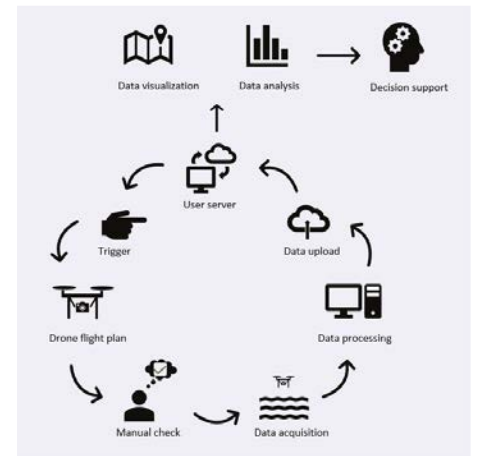 Data visualization
Data analysis
Decision support
User server
Trigger
Data upload
Drone flight plan
Data processing
Manual check
Data acquisition